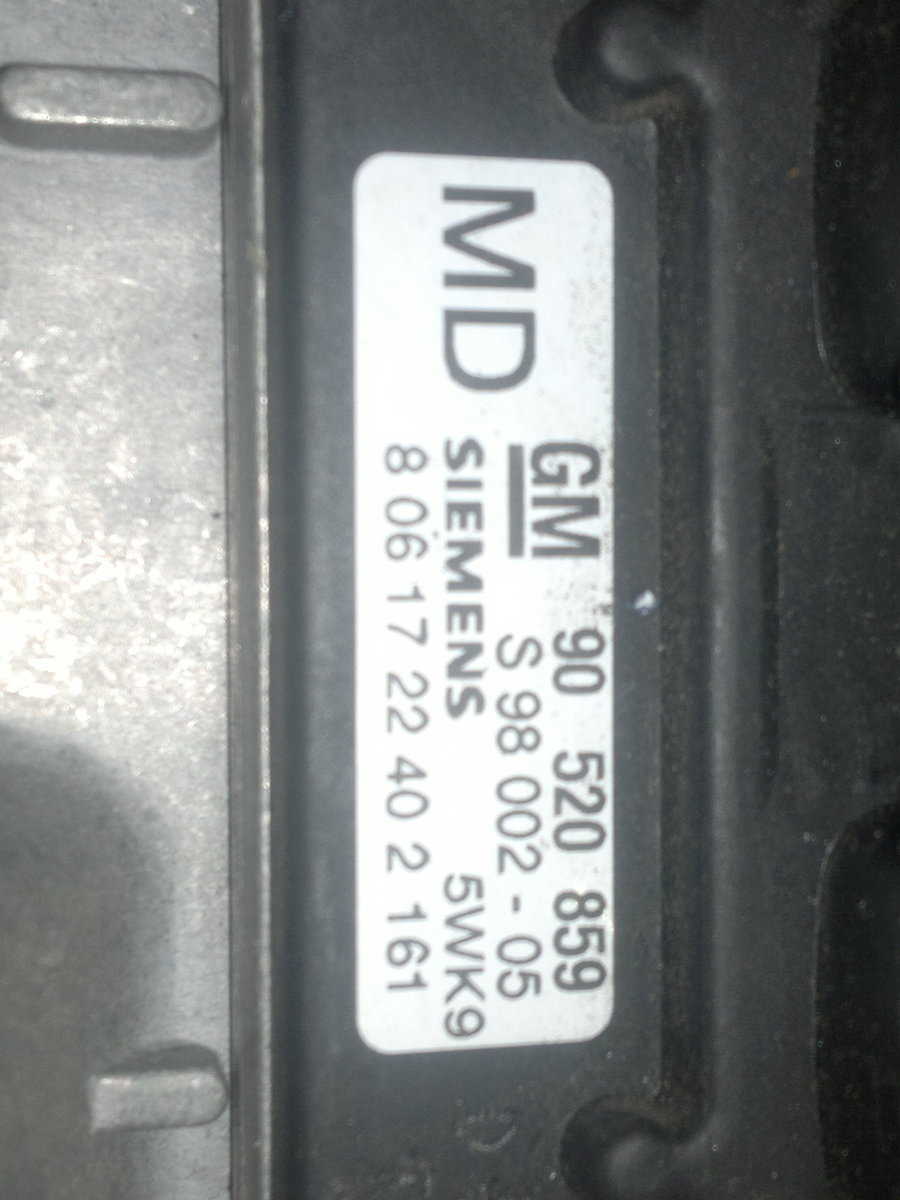 MD
GM 90 520 859
S 98 002 - 05
SIEMENS 5WK9
8 06 17 22 40 2 161